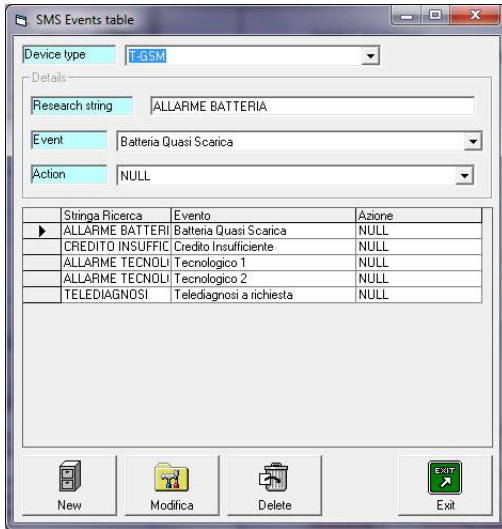 SMS Events table
Device type T-GSM
Details
Research string ALLARME BATTERIA
Event Batteria Quasi Scarica
Action NULL
Stringa Ricerca Evento Azione
ALLARME BATTERI Batteria Quasi Scarica NULL
CREDITO INSUFFIC Credito Insufficiente NULL
ALLARME TECNOLI Tecnologico 1 NULL
ALLARME TECNOLI Tecnologico 2 NULL
TELEDIAGNOSI Telediagnosi a richiesta NULL
EXIT
New Modifica Delete Exit